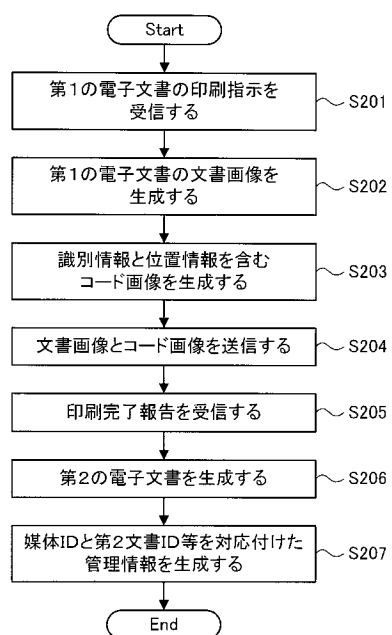 Start
第1の電子文書の印刷指示を
受信する
S201
第1の電子文書の文書画像を
生成する
S202
識別情報と位置情報を含む
コード画像を生成する
S203
文書画像とコード画像を送信する
S204
印刷完了報告を受信する
S205
第2の電子文書を生成する
S206
媒体IDと第2文書ID等を対応付けた
管理情報を生成する
S207
End